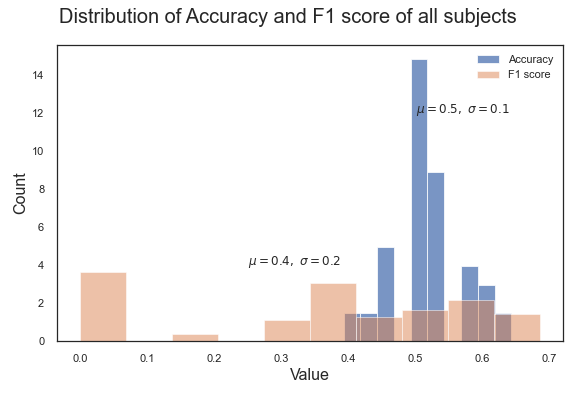 Distribution of Accuracy and F1 score of all subjects
Accuracy
F1 score
μ = 0.5, σ = 0.1
μ = 0.4, σ = 0.2
Count
14
12
10
8
6
4
2
0
0.0 0.1 0.2 0.3 0.4 0.5 0.6 0.7
Value